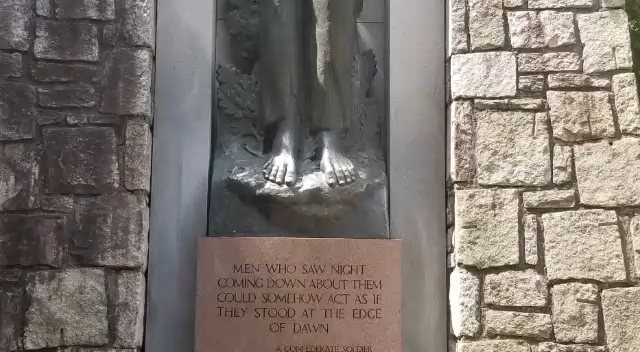 MEN WHO SAW NIGHT
COMING DOWN ABOUT THEM
COULD SOMEHOW ACT AS IF
THEY STOOD AT THE EDGE
OF DAWN
A CONFEDERATE SOLDIER